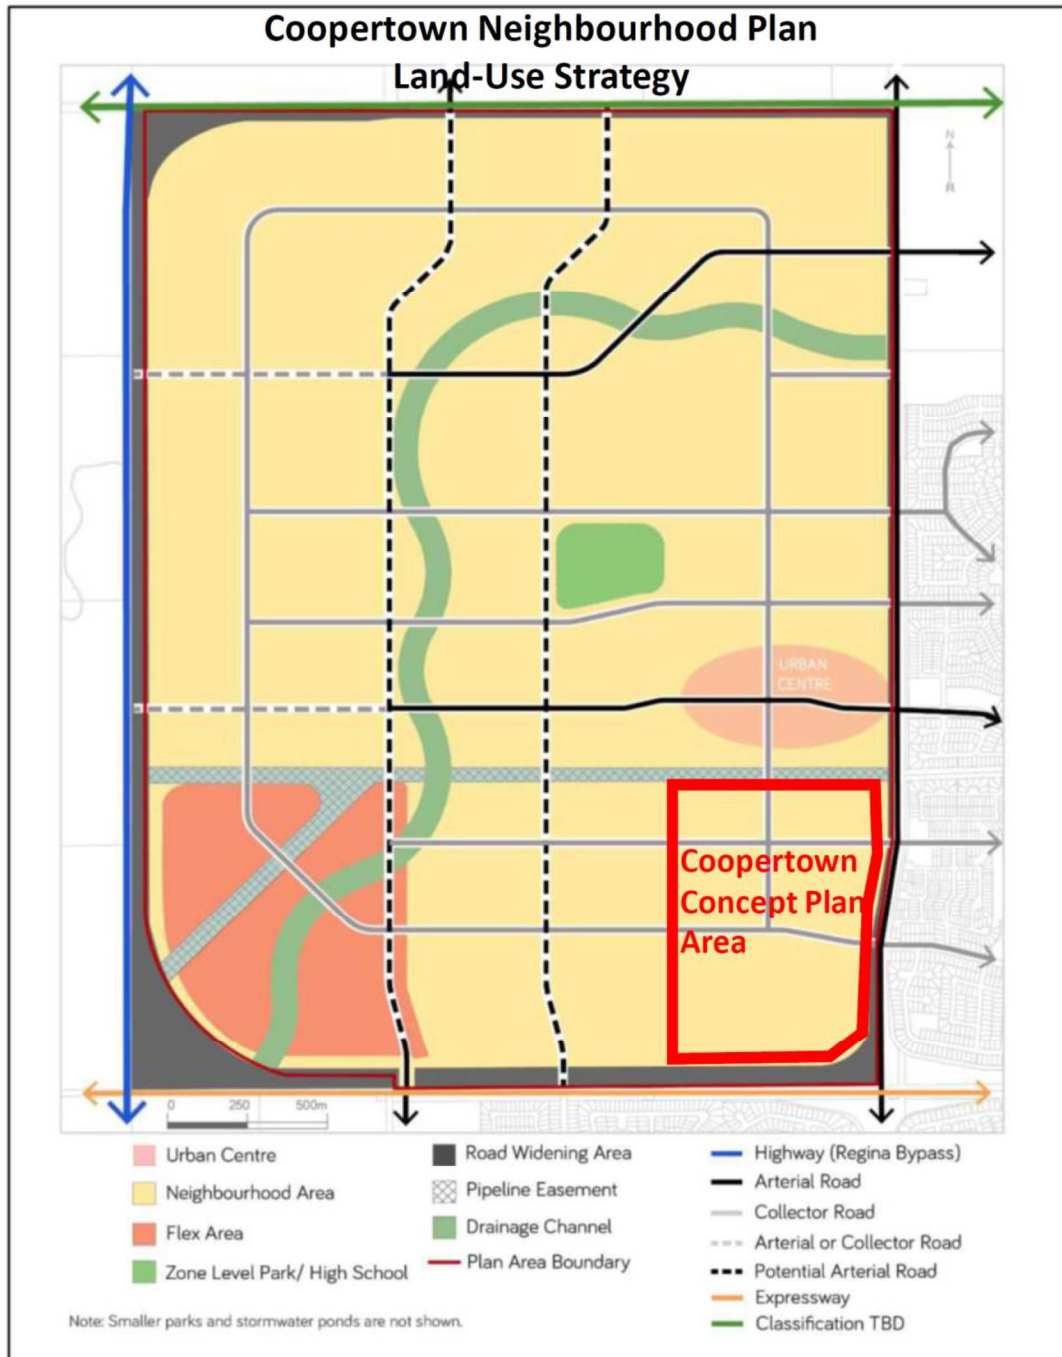 Coopertown Neighbourhood Plan
Land-Use Strategy
N
URBAN
CENTRE
Coopertown
Concept Plan
Area
0 250 500m
Urban Centre
Neighbourhood Area
Flex Area
Zone Level Park/ High School
Road Widening Area
Pipeline Easement
Drainage Channel
Plan Area Boundary
Highway (Regina Bypass)
Arterial Road
Collector Road
Arterial or Collector Road
Potential Arterial Road
Expressway
Classification TBD
Note: Smaller parks and stormwater ponds are not shown.